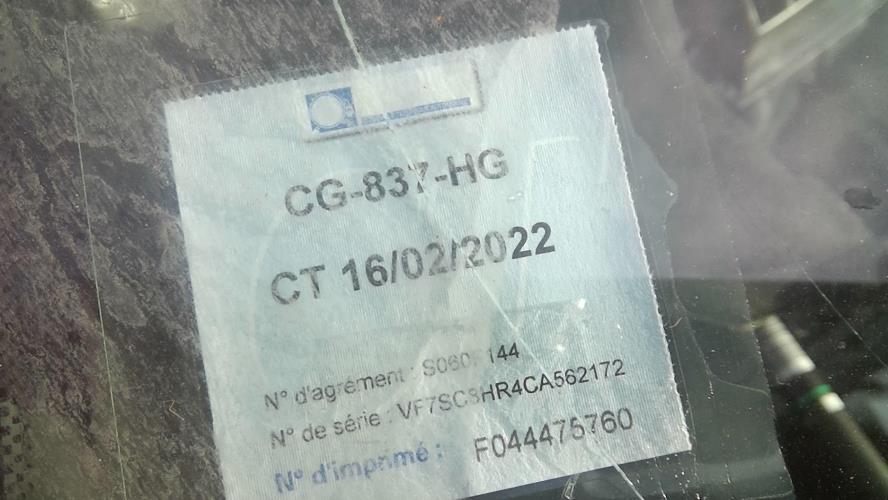 CG-837-HG
CT 16/02/2022
N° d'agrément :
N° de série : VF7SC8HR4CA562172
N° d'imprimé : F044475760